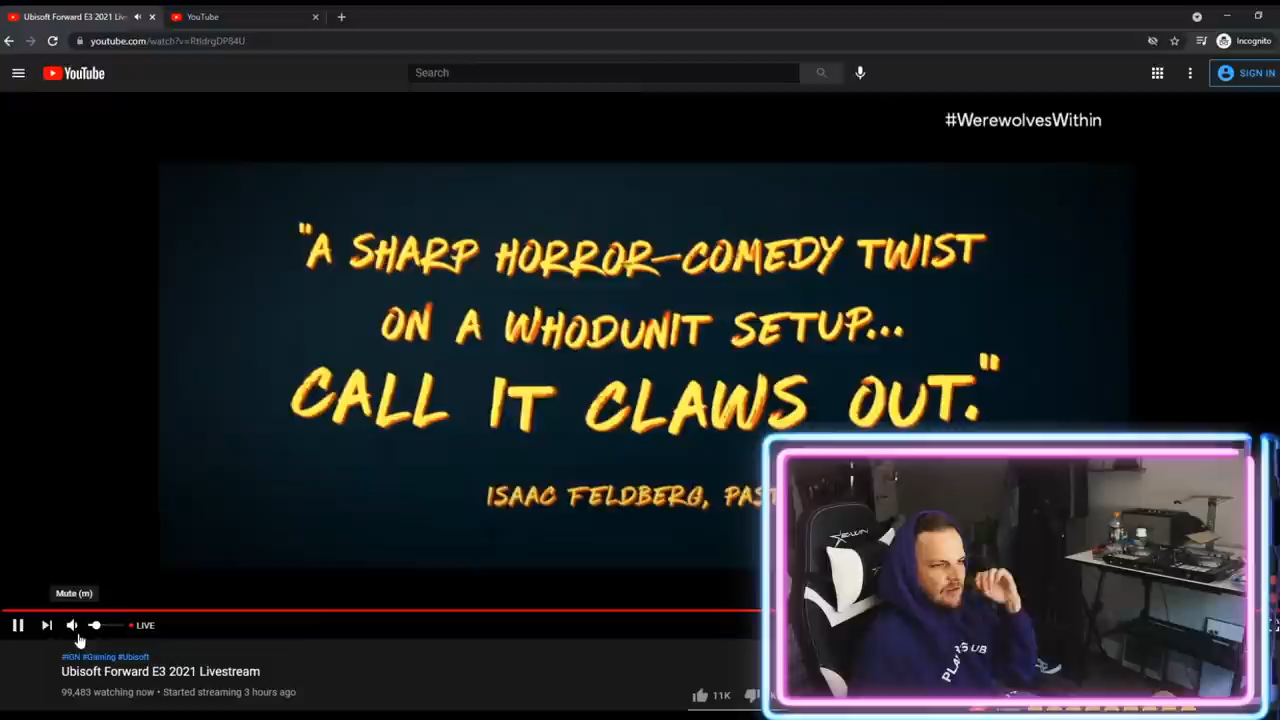 Ubisoft Forward E3 2021 Liv
YouTube
youtube.com/watch?v=RtIdrgDP84U
Incognito
YouTube
Search
SIGN IN
#WerewolvesWithin
"A SHARP HORROR-COMEDY TWIST
ON A WHODUNIT SETUP...
CALL IT CLAWS OUT."
ISAAC FELDBERG,
Mute (m)
LIVE
#IGN #Gaming #Ubisoft
Ubisoft Forward E3 2021 Livestream
99,483 watching now • Started streaming 3 hours ago
11K